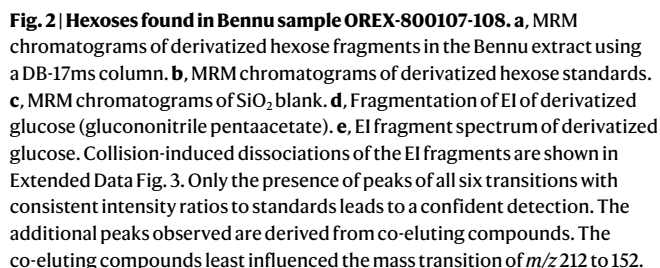 Fig. 2 | Hexoses found in Bennu sample OREX-800107-108. a, MRM
chromatograms of derivatized hexose fragments in the Bennu extract using
a DB-17ms column. b, MRM chromatograms of derivatized hexose standards.
c, MRM chromatograms of SiO₂ blank. d, Fragmentation of EI of derivatized
glucose (glucononitrile pentaacetate). e, EI fragment spectrum of derivatized
glucose. Collision-induced dissociations of the EI fragments are shown in
Extended Data Fig. 3. Only the presence of peaks of all six transitions with
consistent intensity ratios to standards leads to a confident detection. The
additional peaks observed are derived from co-eluting compounds. The
co-eluting compounds least influenced the mass transition of m/z 212 to 152.